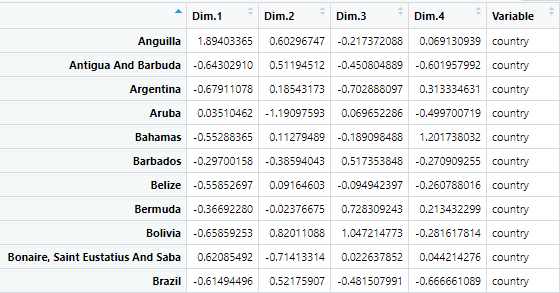 Dim.1 Dim.2 Dim.3 Dim.4 Variable
Anguilla 1.89403365 0.60296747 -0.217372088 0.069130939 country
Antigua And Barbuda -0.64302910 0.51194512 -0.450804889 -0.601957992 country
Argentina -0.67911078 0.18543173 -0.702888097 0.313334631 country
Aruba 0.03510462 -1.19097593 0.069652286 -0.499700719 country
Bahamas -0.55288365 0.11279489 -0.189098488 1.201738032 country
Barbados -0.29700158 -0.38594043 0.517353848 -0.270909255 country
Belize -0.55852697 0.09164603 -0.094942397 -0.260788016 country
Bermuda -0.36692280 -0.02376675 0.728309243 0.213432299 country
Bolivia -0.65859253 0.82011088 1.047214773 -0.281617814 country
Bonaire, Saint Eustatius And Saba 0.62085492 -0.71413314 0.022637852 0.044214276 country
Brazil -0.61494496 0.52175907 -0.481507991 -0.666661089 country